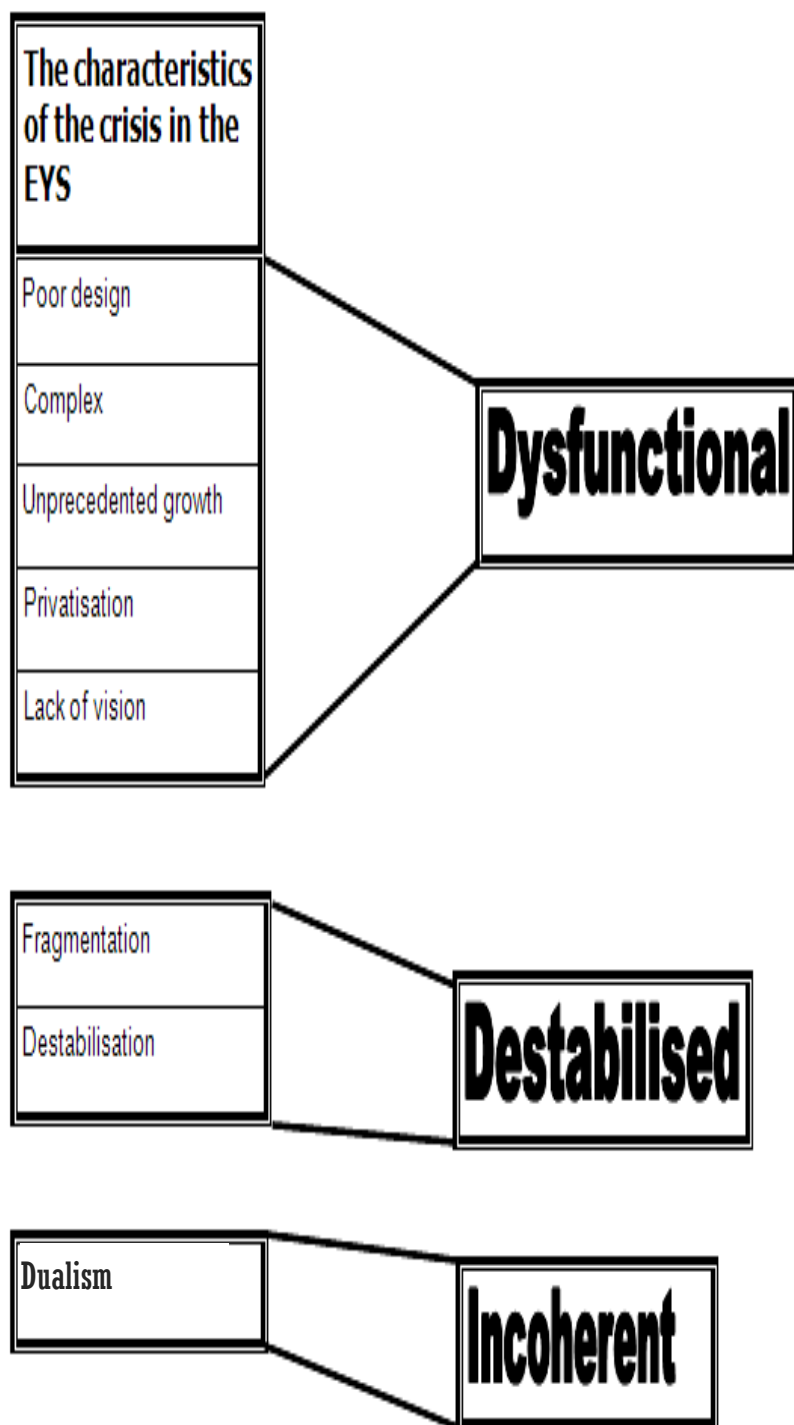 The characteristics
of the crisis in the
EYS
Poor design
Complex
Unprecedented growth
Privatisation
Lack of vision
Dysfunctional
Fragmentation
Destabilisation
Destabilised
Dualism
Incoherent